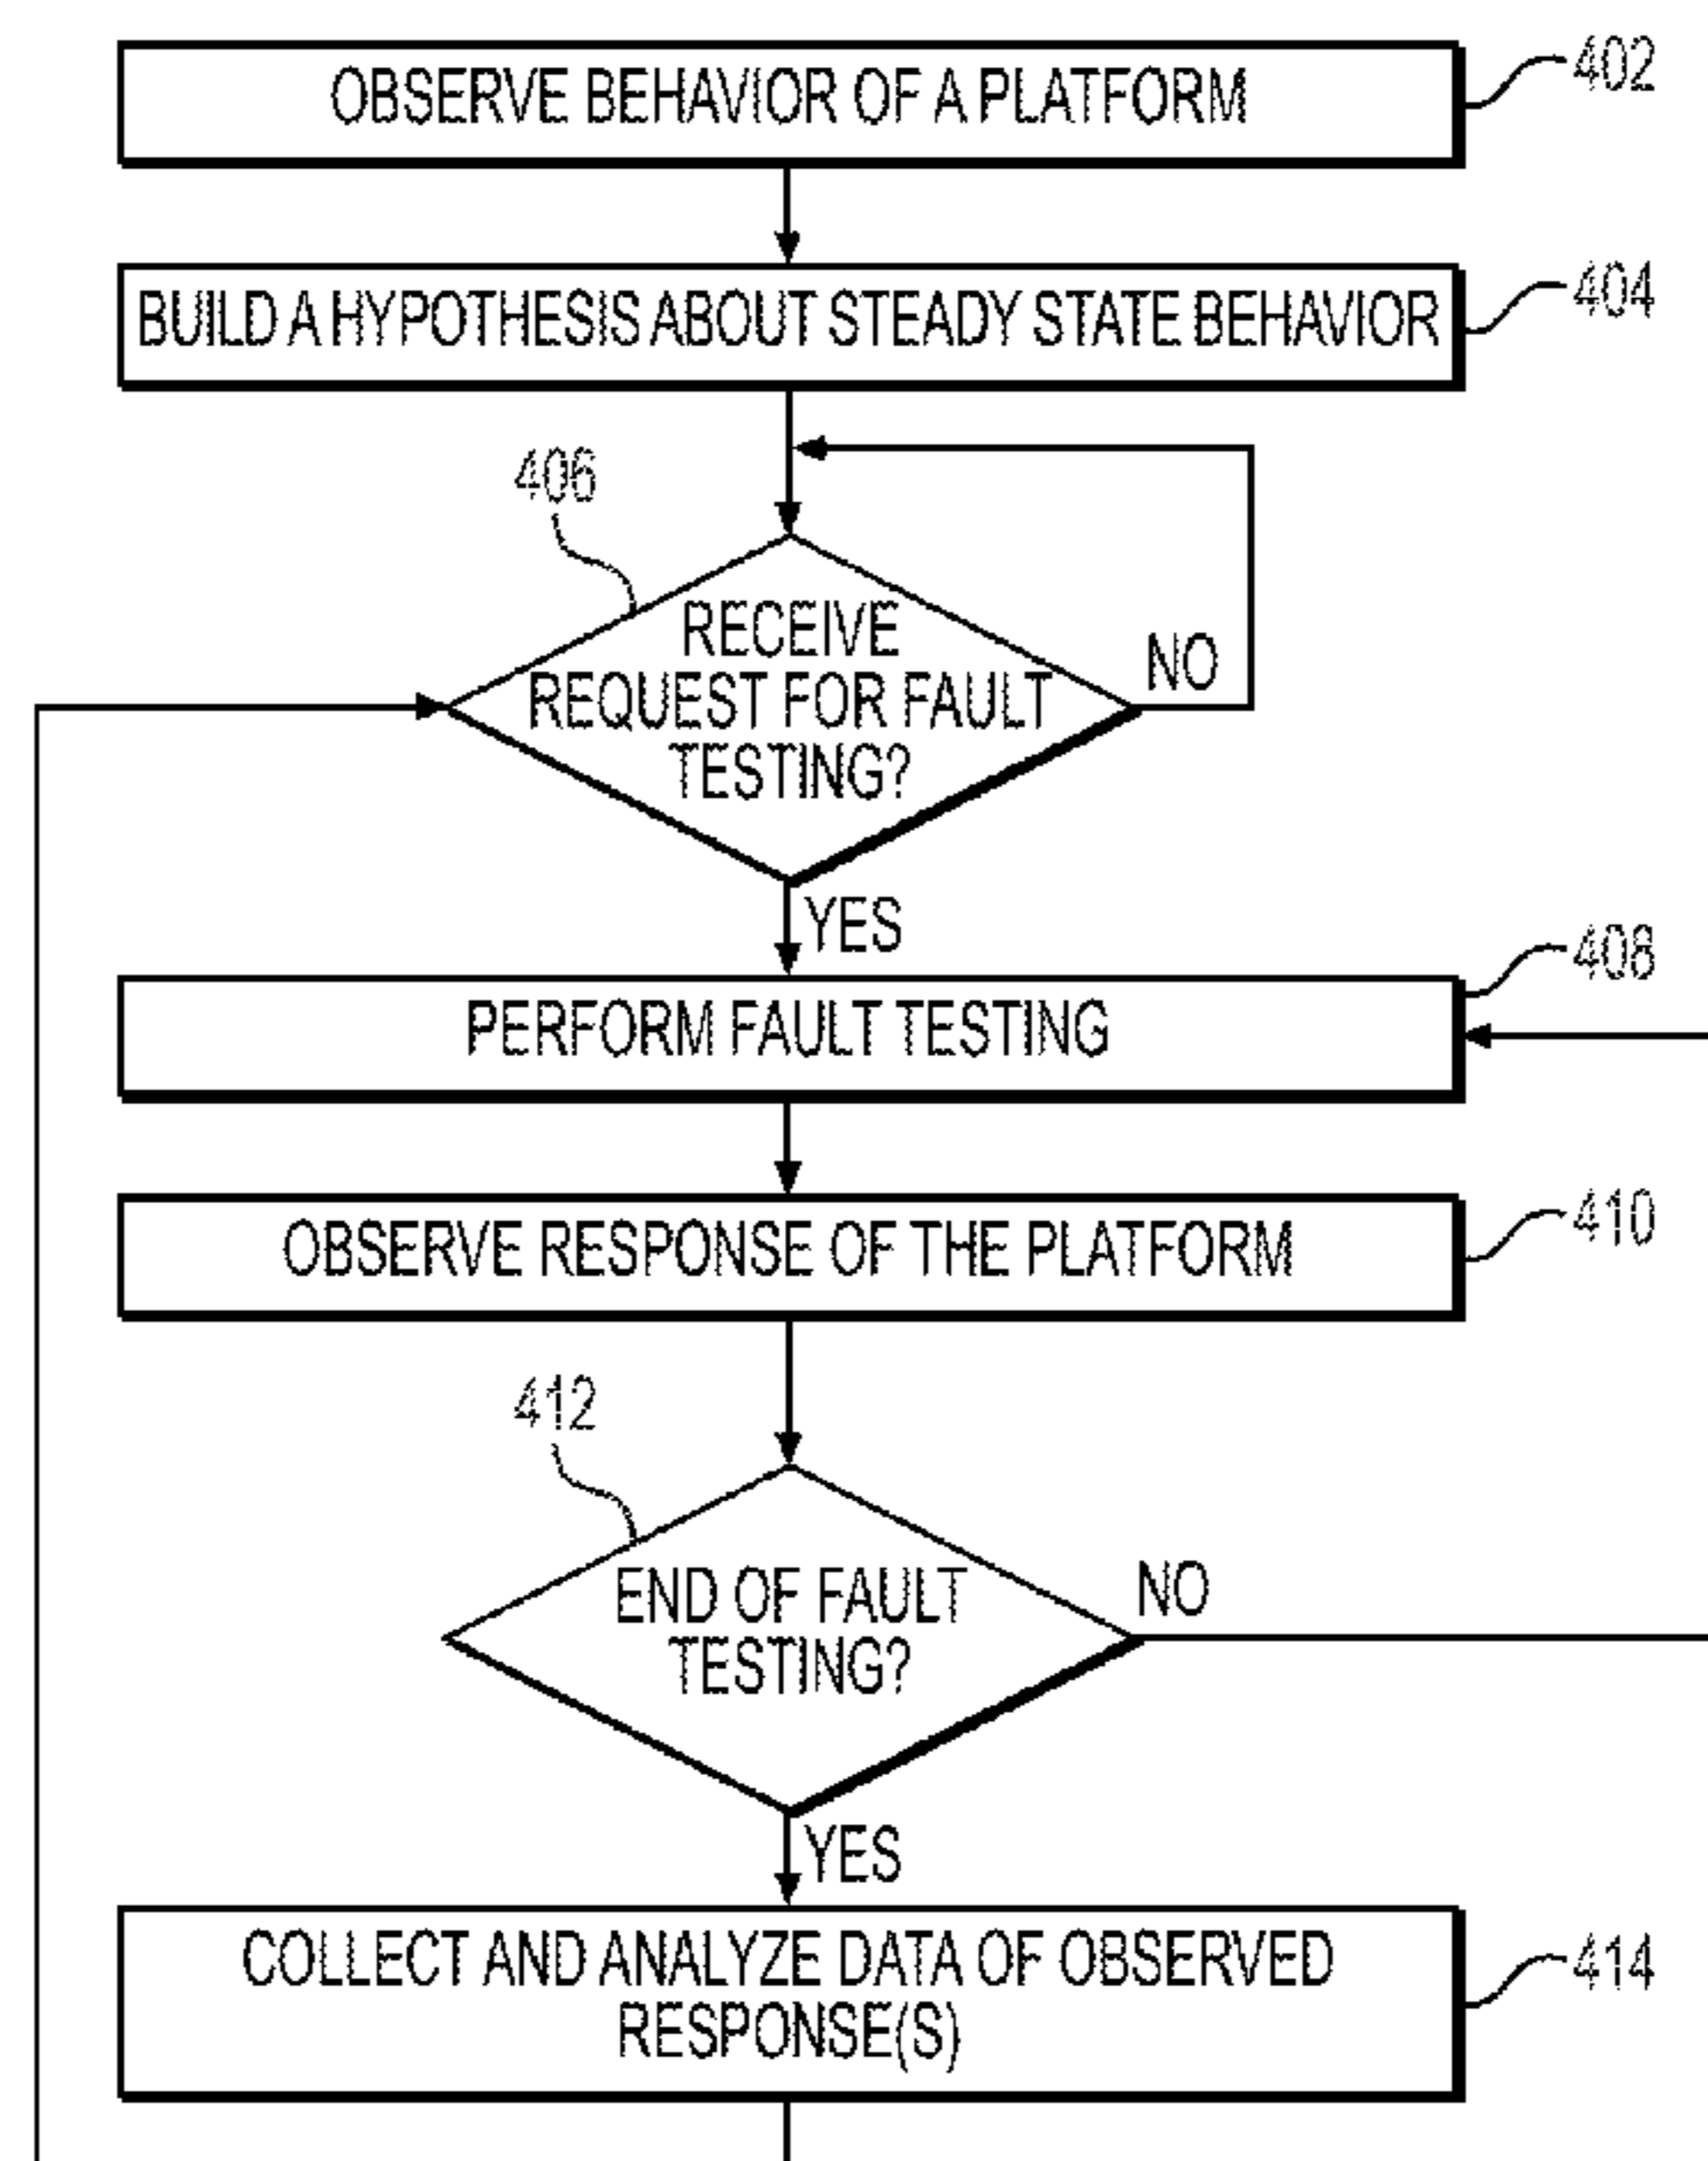 OBSERVE BEHAVIOR OF A PLATFORM
402
BUILD A HYPOTHESIS ABOUT STEADY STATE BEHAVIOR
404
406
RECEIVE
REQUEST FOR FAULT
TESTING?
NO
YES
408
PERFORM FAULT TESTING
OBSERVE RESPONSE OF THE PLATFORM
410
412
END OF FAULT
TESTING?
NO
YES
COLLECT AND ANALYZE DATA OF OBSERVED
RESPONSE(S)
414